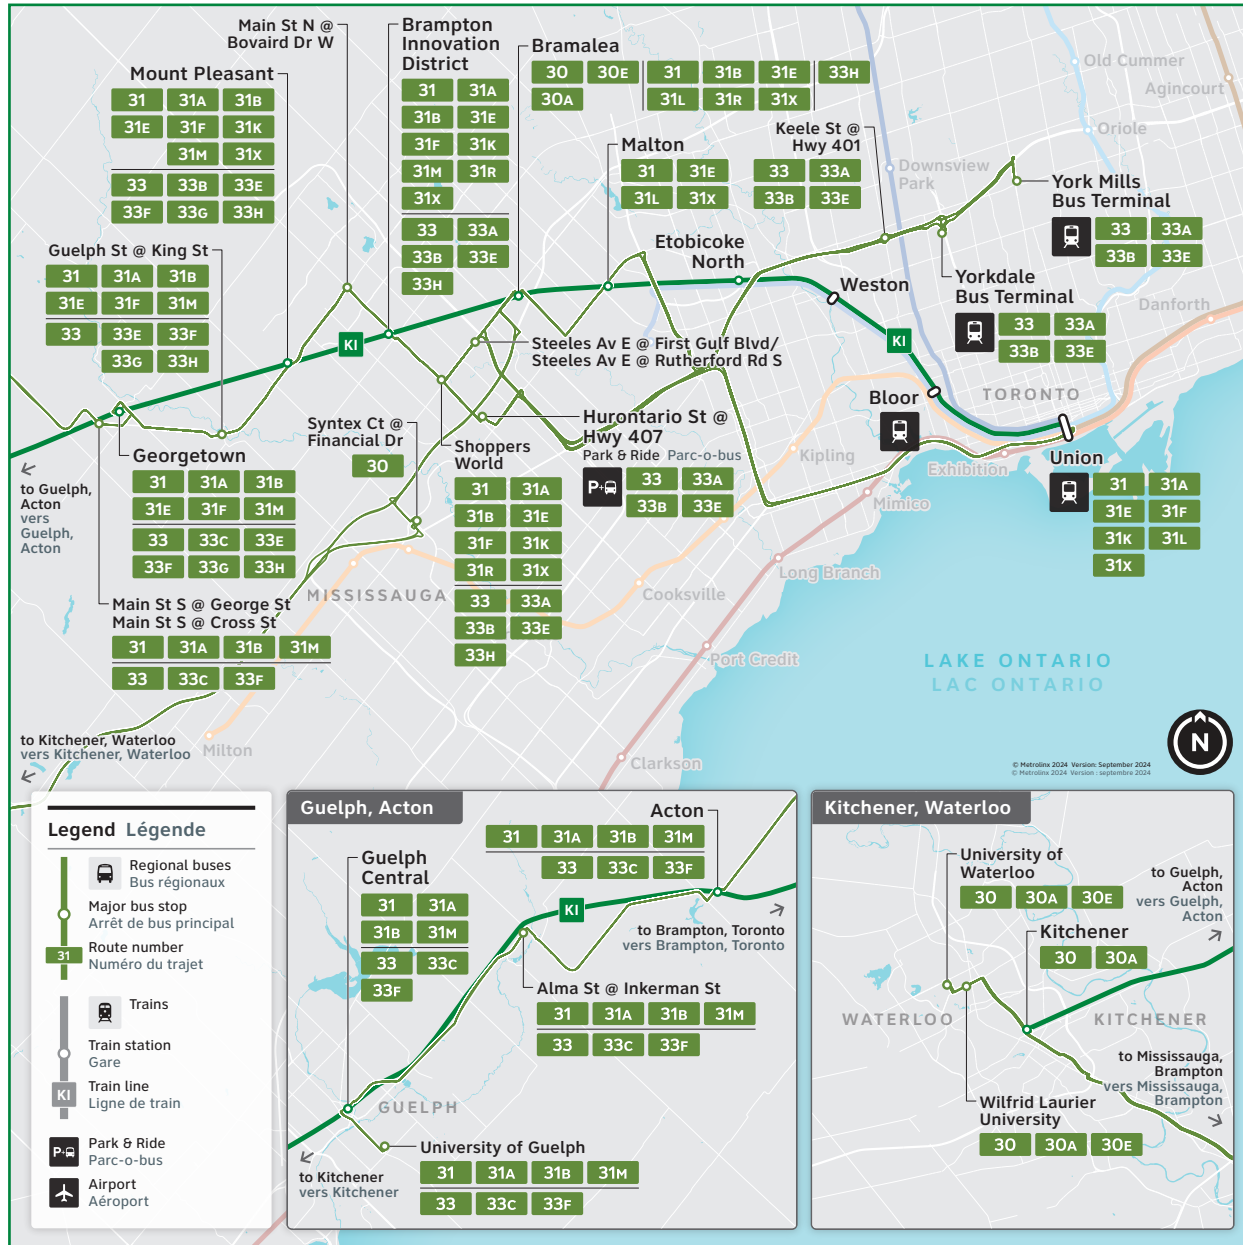 Main St N @
Bovaird Dr W
Brampton
Innovation
District
31 31A
31B 31E
31F 31K
31M 31R
31X
33 33A
33B 33E
33H
Bramalea
30 30E 31 31B 31E 33H
30A 31L 31R 31X
Old Cummer
Agincourt
Oriole
Mount Pleasant
31 31A 31B
31E 31F 31K
31M 31X
33 33B 33E
33F 33G 33H
Malton
31 31E
31L 31X
Keele St @
Hwy 401
33 33A
33B 33E
Downsview
Park
York Mills
Bus Terminal
33 33A
33B 33E
Guelph St @ King St
31 31A 31B
31E 31F 31M
33 33E 33F
33G 33H
Etobicoke
North
Weston
Yorkdale
Bus Terminal
33 33A
33B 33E
Danforth
KI
KI
Steeles Av E @ First Gulf Blvd/
Steeles Av E @ Rutherford Rd S
TORONTO
Bloor
Syntex Ct @
Financial Dr
30
Hurontario St @
Hwy 407
Park & Ride Parc-o-bus
P+
33 33A
33B 33E
Kipling
Exhibition
Mimico
Union
31 31A
31E 31F
31K 31L
31X
Georgetown
31 31A 31B
31E 31F 31M
33 33C 33E
33F 33G 33H
Shoppers
World
31 31A
31B 31E
31F 31K
31R 31X
33 33A
33B 33E
33H
to Guelph,
Acton
vers
Guelph,
Acton
Long Branch
Cooksville
MISSISSAUGA
Port Credit
Main St S @ George St
Main St S @ Cross St
31 31A 31B 31M
33 33C 33F
LAKE ONTARIO
LAC ONTARIO
to Kitchener, Waterloo
vers Kitchener, Waterloo
Milton
Clarkson
N
© Metrolinx 2024 Version: September 2024
© Metrolinx 2024 Version : septembre 2024
Legend Légende
Regional buses
Bus régionaux
Major bus stop
Arrêt de bus principal
31
Route number
Numéro du trajet
Trains
Train station
Gare
KI
Train line
Ligne de train
P+
Park & Ride
Parc-o-bus
Airport
Aéroport
Guelph, Acton
Acton
31 31A 31B 31M
33 33C 33F
Guelph
Central
31 31A
31B 31M
33 33C
33F
KI
to Brampton, Toronto
vers Brampton, Toronto
Alma St @ Inkerman St
31 31A 31B 31M
33 33C 33F
GUELPH
University of Guelph
31 31A 31B 31M
33 33C 33F
to Kitchener
vers Kitchener
Kitchener, Waterloo
University of
Waterloo
30 30A 30E
to Guelph,
Acton
vers Guelph,
Acton
Kitchener
30 30A
WATERLOO
KITCHENER
to Mississauga,
Brampton
vers Mississauga,
Brampton
Wilfrid Laurier
University
30 30A 30E